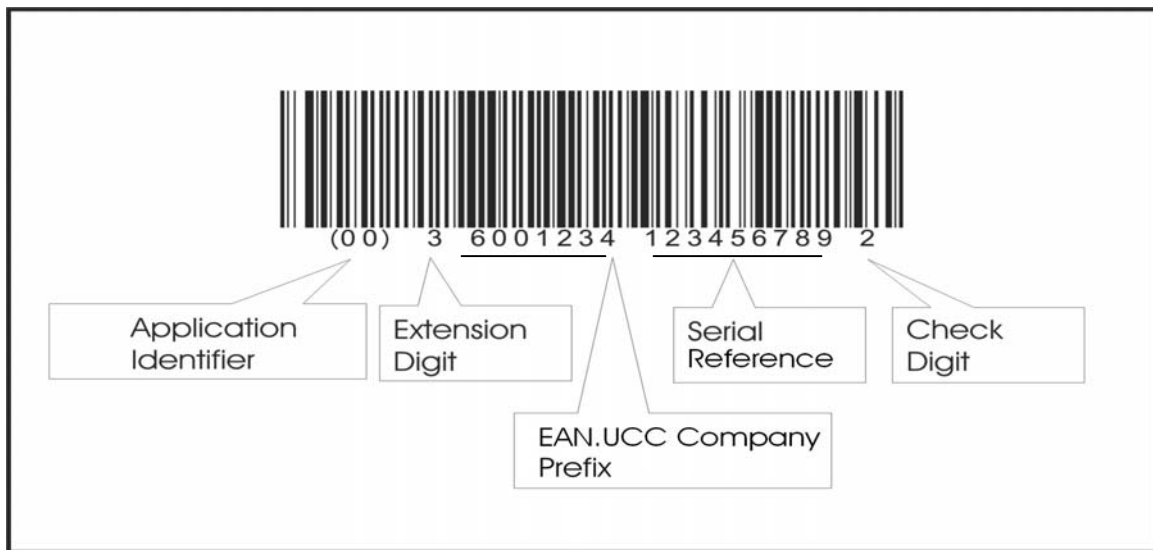 (00) 3 6001234 123456789 2
Application
Identifier
Extension
Digit
EAN.UCC Company
Prefix
Serial
Reference
Check
Digit